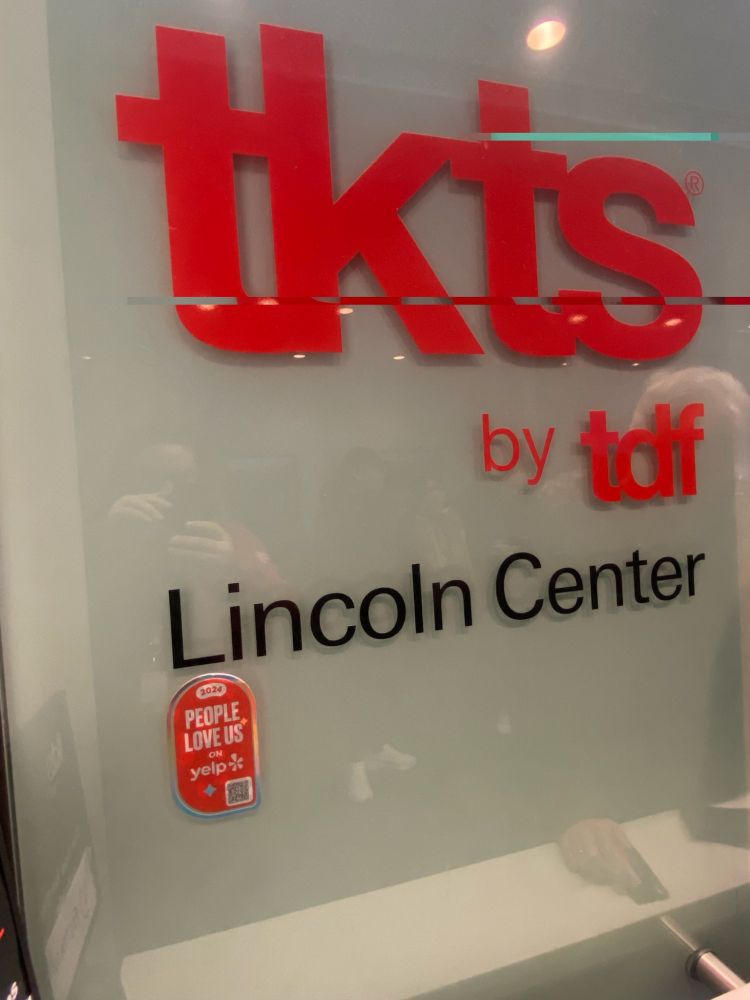 tkts®
by tdf
Lincoln Center
2024
PEOPLE
LOVE US
ON
yelp